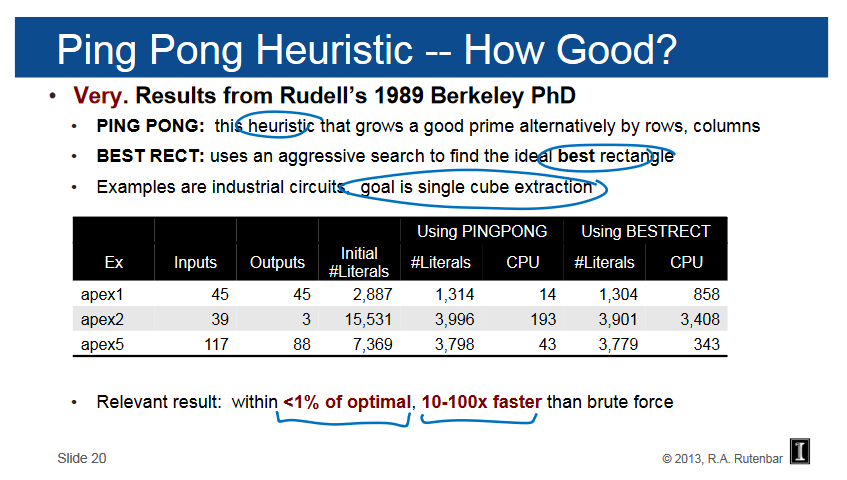 Ping Pong Heuristic -- How Good?
• Very. Results from Rudell’s 1989 Berkeley PhD
• PING PONG: this heuristic that grows a good prime alternatively by rows, columns
• BEST RECT: uses an aggressive search to find the ideal best rectangle
• Examples are industrial circuits, goal is single cube extraction
Using PINGPONG Using BESTRECT
Ex Inputs Outputs Initial #Literals #Literals CPU #Literals CPU
apex1 45 45 2,887 1,314 14 1,304 858
apex2 39 3 15,531 3,996 193 3,901 3,408
apex5 117 88 7,369 3,798 43 3,779 343
• Relevant result: within <1% of optimal, 10-100x faster than brute force
Slide 20
© 2013, R.A. Rutenbar
I